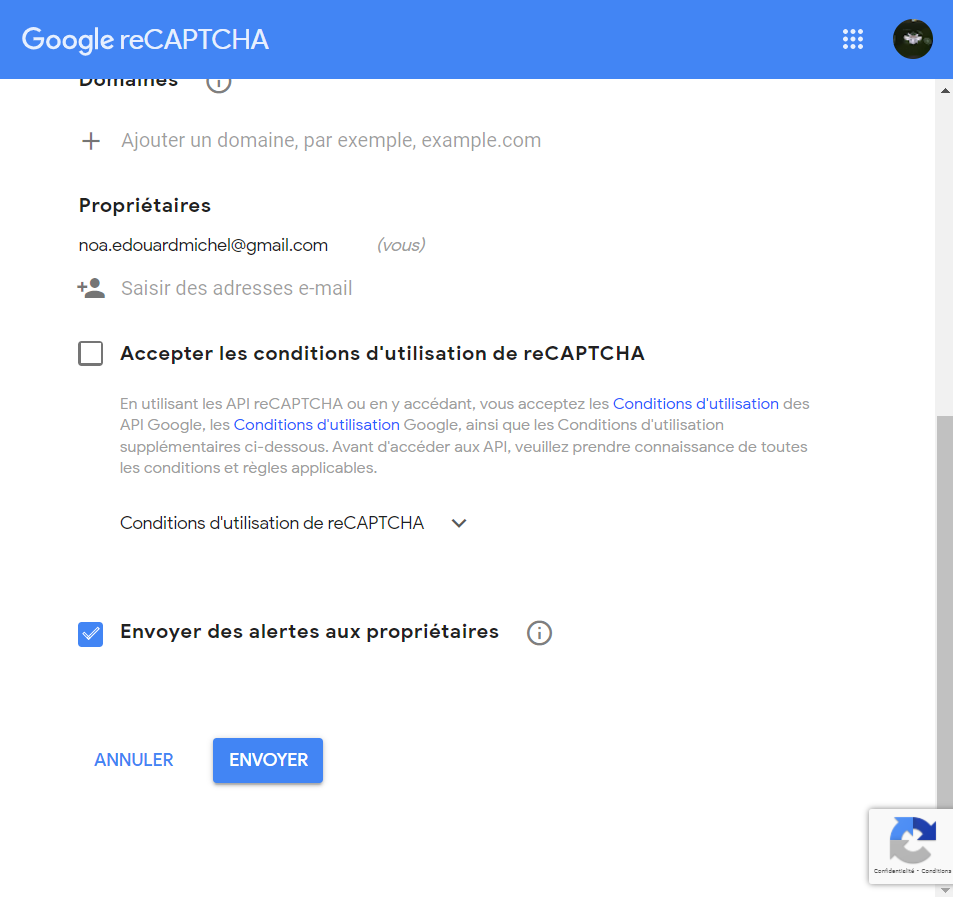 Google reCAPTCHA
Domaines
Ajouter un domaine, par exemple, example.com
Propriétaires
noa.edouardmichel@gmail.com (vous)
Saisir des adresses e-mail
Accepter les conditions d'utilisation de reCAPTCHA
En utilisant les API reCAPTCHA ou en y accédant, vous acceptez les Conditions d'utilisation des
API Google, les Conditions d'utilisation Google, ainsi que les Conditions d'utilisation
supplémentaires ci-dessous. Avant d'accéder aux API, veuillez prendre connaissance de toutes
les conditions et règles applicables.
Conditions d'utilisation de reCAPTCHA
Envoyer des alertes aux propriétaires
ANNULER
ENVOYER
Confidentialité - Conditions